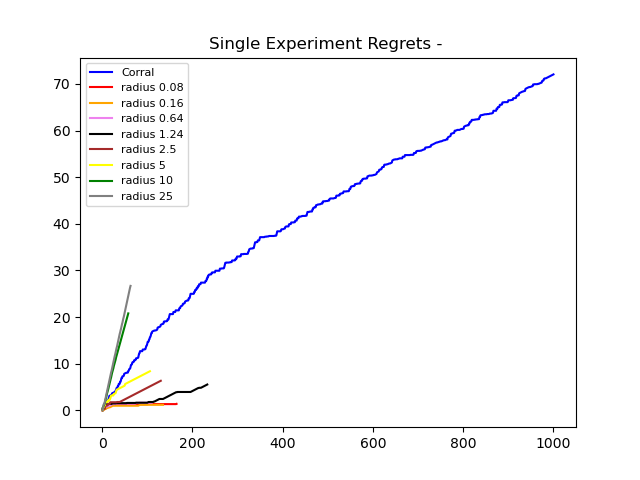 Single Experiment Regrets -
Corral
radius 0.08
radius 0.16
radius 0.64
radius 1.24
radius 2.5
radius 5
radius 10
radius 25
70
60
50
40
30
20
10
0
0 200 400 600 800 1000